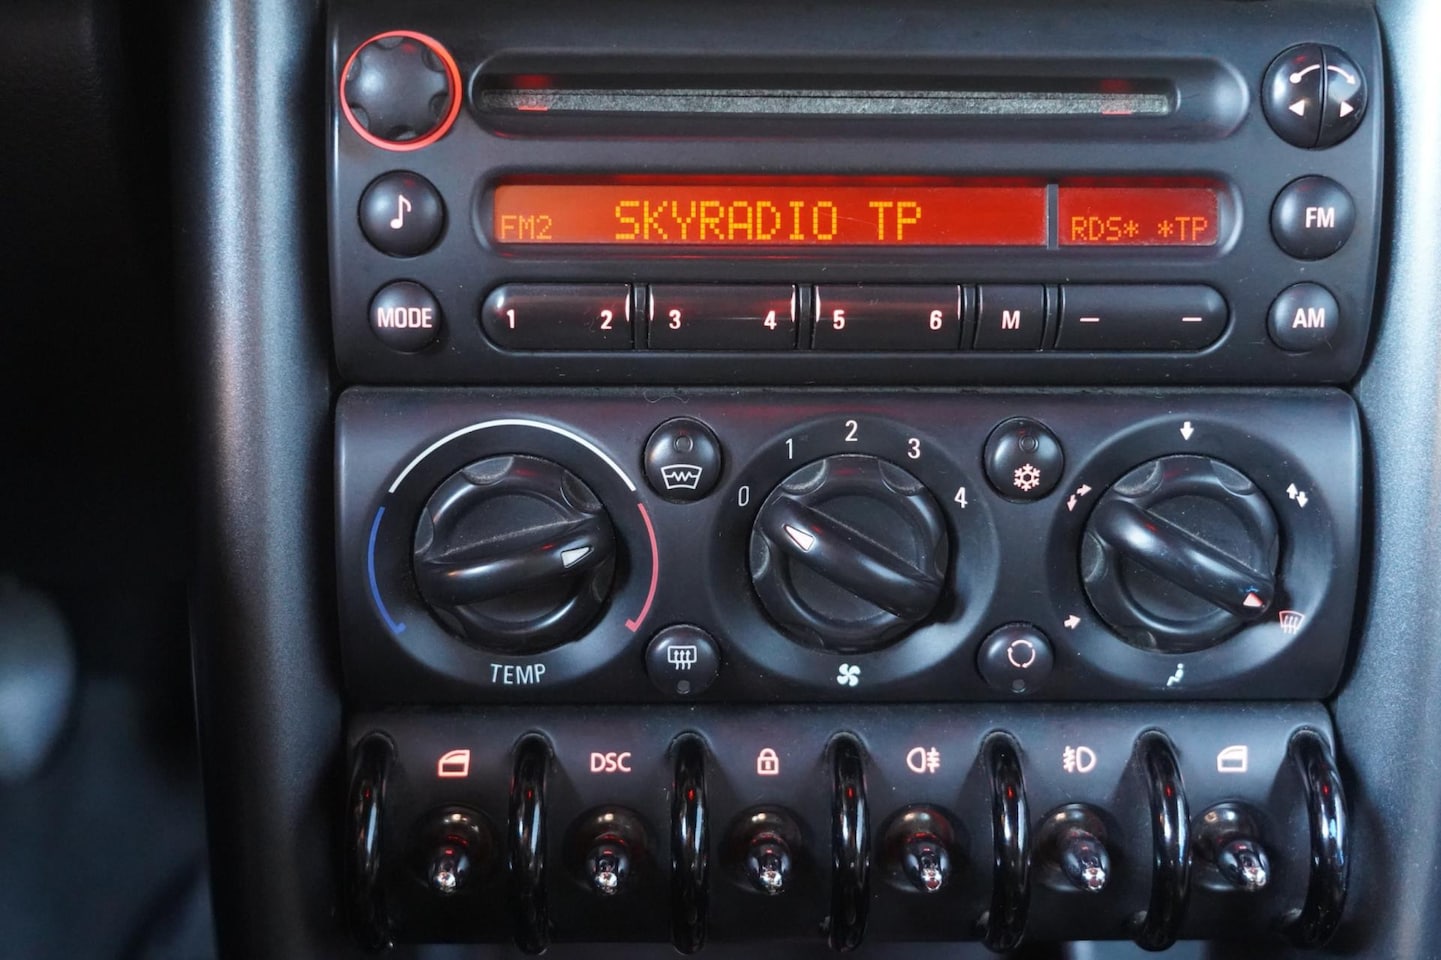 FM2 SKYRADIO TP RDS* *TP
FM
MODE
1 2 3 4 5 6 M — —
AM
0 1 2 3 4
TEMP
DSC